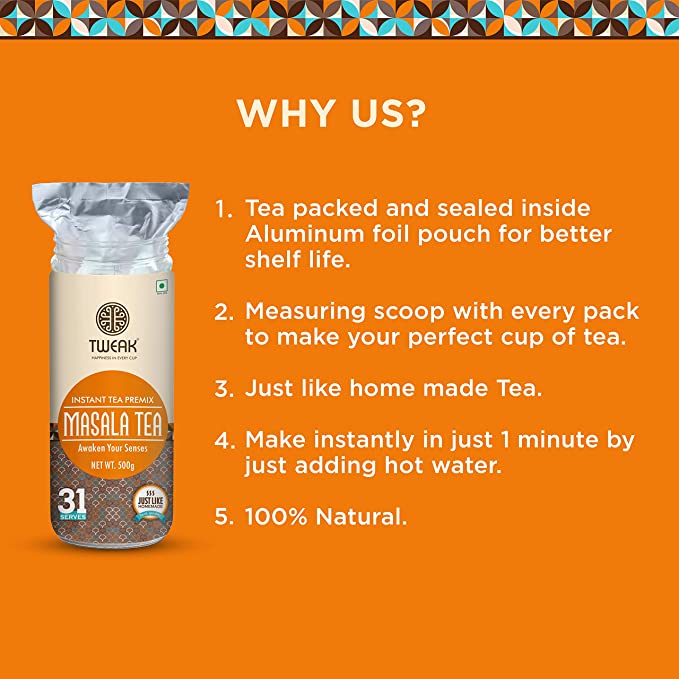 WHY US?
1. Tea packed and sealed inside
Aluminum foil pouch for better
shelf life.
2. Measuring scoop with every pack
to make your perfect cup of tea.
3. Just like home made Tea.
4. Make instantly in just 1 minute by
just adding hot water.
5. 100% Natural.
TWEAK
HAPPINESS IN EVERY CUP
INSTANT TEA PREMIX
MASALA TEA
Awaken Your Senses
NET WT. 500g
31
SERVES
JUST LIKE
HOMEMADE